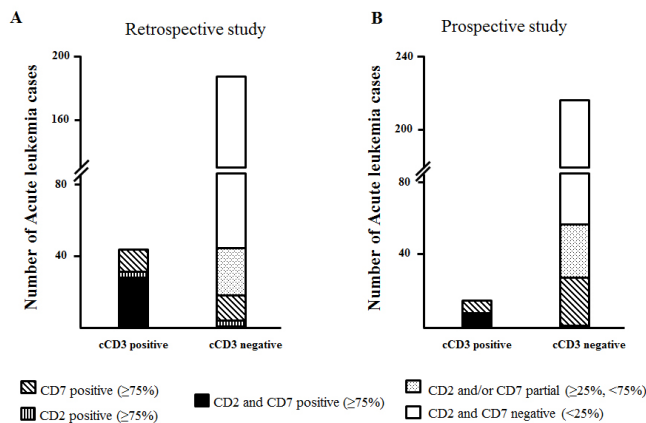 A
Retrospective study
Number of Acute leukemia cases
200
160
80
40
cCD3 positive
cCD3 negative
B
Prospective study
Number of Acute leukemia cases
240
200
80
40
cCD3 positive
cCD3 negative
CD7 positive (≥75%)
CD2 positive (≥75%)
CD2 and CD7 positive (≥75%)
CD2 and/or CD7 partial (≥25%, <75%)
CD2 and CD7 negative (<25%)